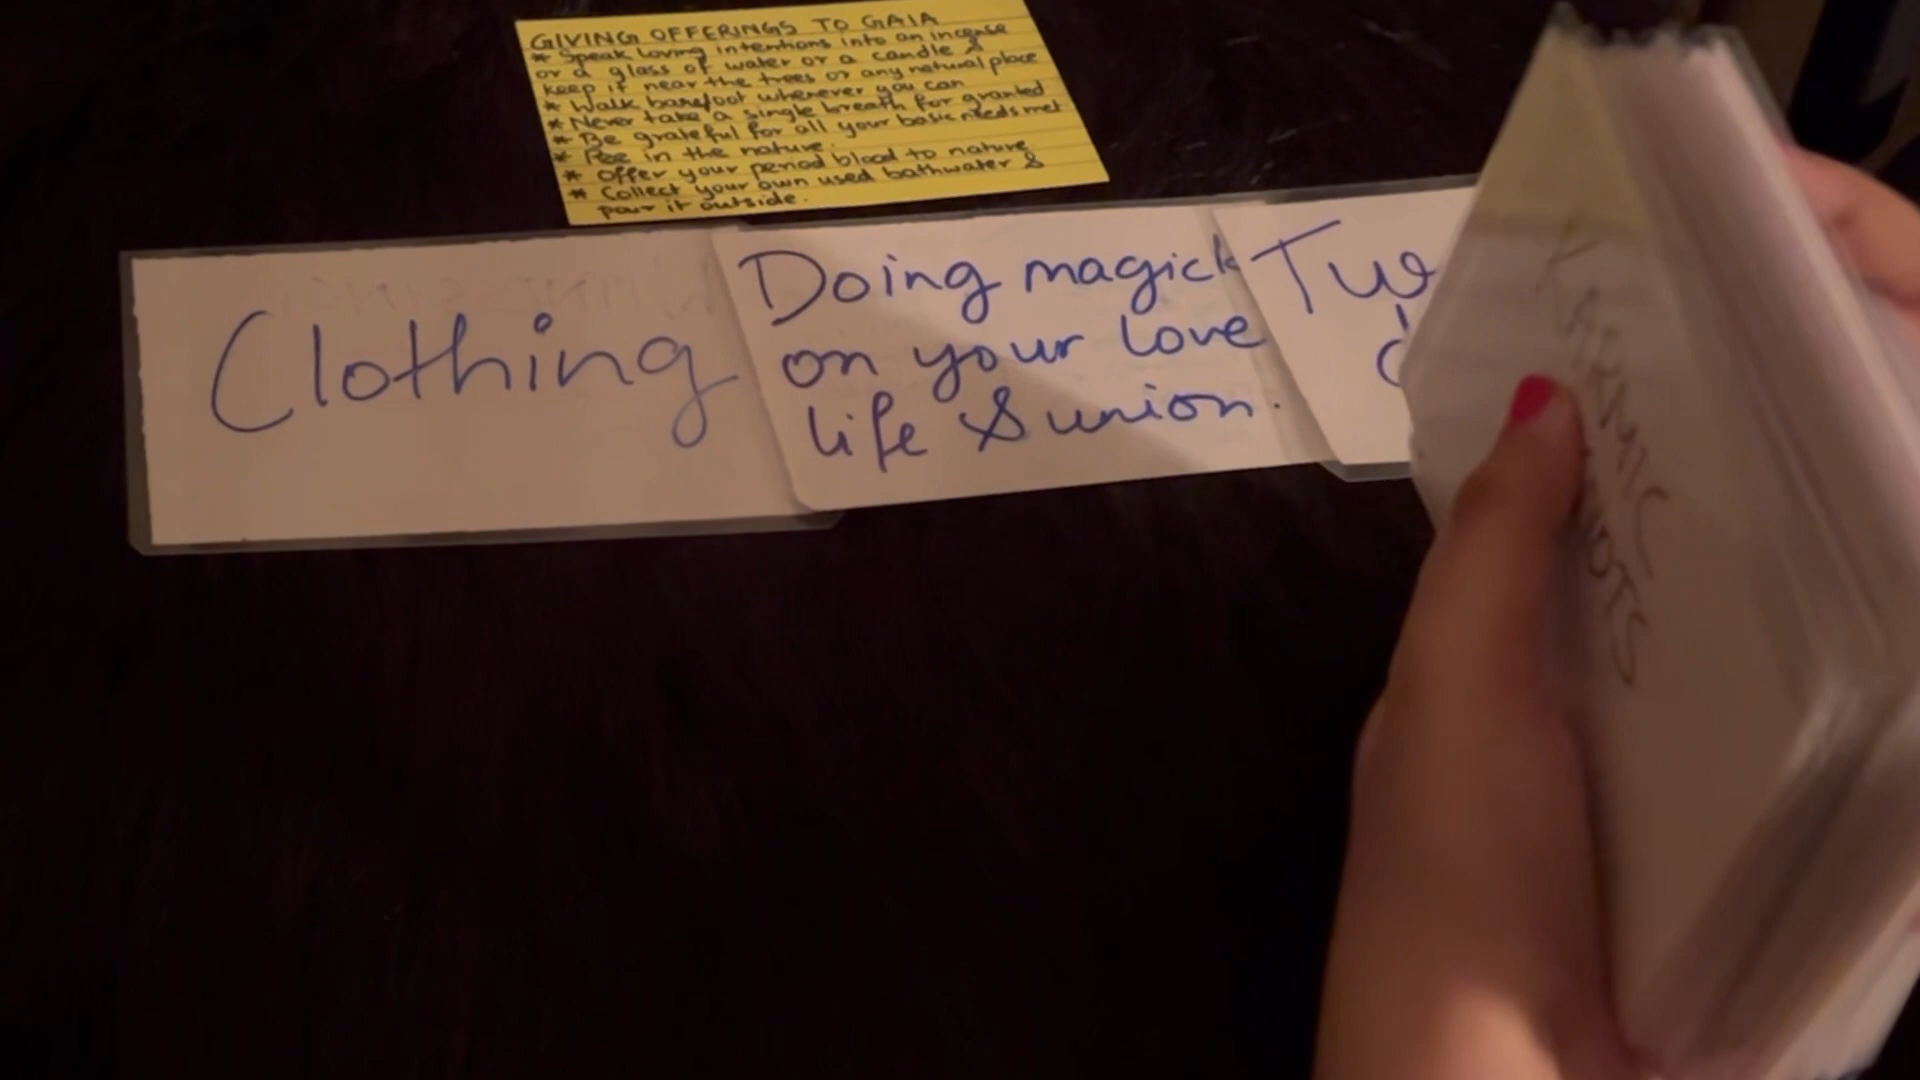 GIVING OFFERINGS TO GAIA
* Speak loving intentions into an incense
or a glass of water or a candle &
keep it near the trees or any natural place
* Walk barefoot wherever you can
* Never take a single breath for granted
* Be grateful for all your basic needs met
* Pee in the nature.
* Offer your period blood to nature
* Collect your own used bathwater &
pour it outside.
Clothing
Doing magick
on your love
life & union.
KARMIC